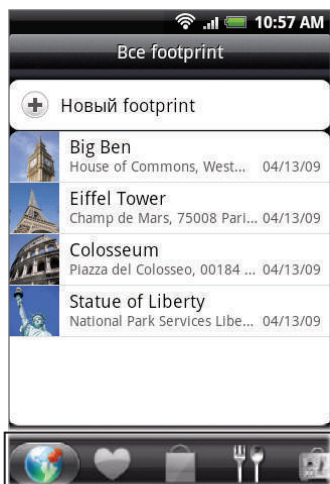 10:57 AM
Все footprint
Новый footprint
Big Ben
House of Commons, West... 04/13/09
Eiffel Tower
Champ de Mars, 75008 Pari... 04/13/09
Colosseum
Piazza del Colosseo, 00184 ... 04/13/09
Statue of Liberty
National Park Services Libe... 04/13/09